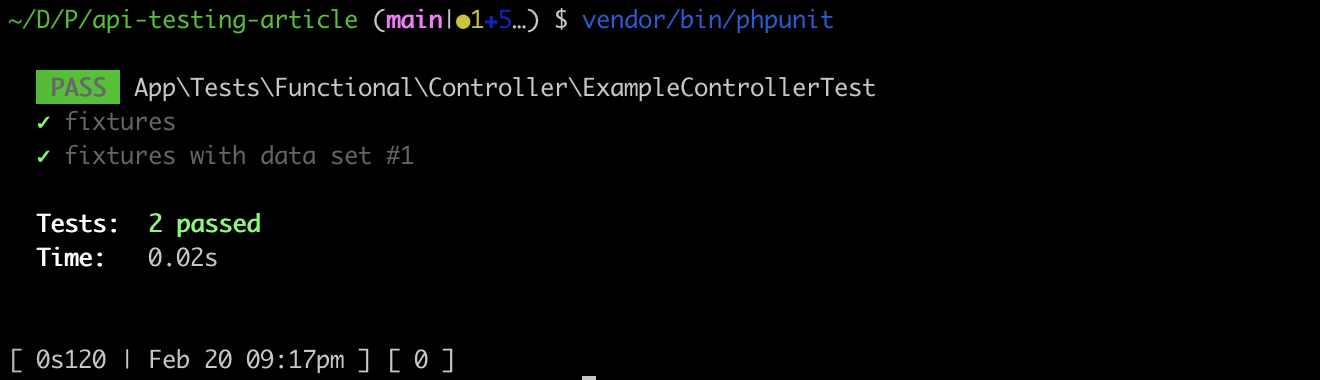 ~/D/P/api-testing-article (main|●1✚5…) $ vendor/bin/phpunit
PASS App\Tests\Functional\Controller\ExampleControllerTest
✓ fixtures
✓ fixtures with data set #1
Tests: 2 passed
Time: 0.02s
[ 0s120 | Feb 20 09:17pm ] [ 0 ]